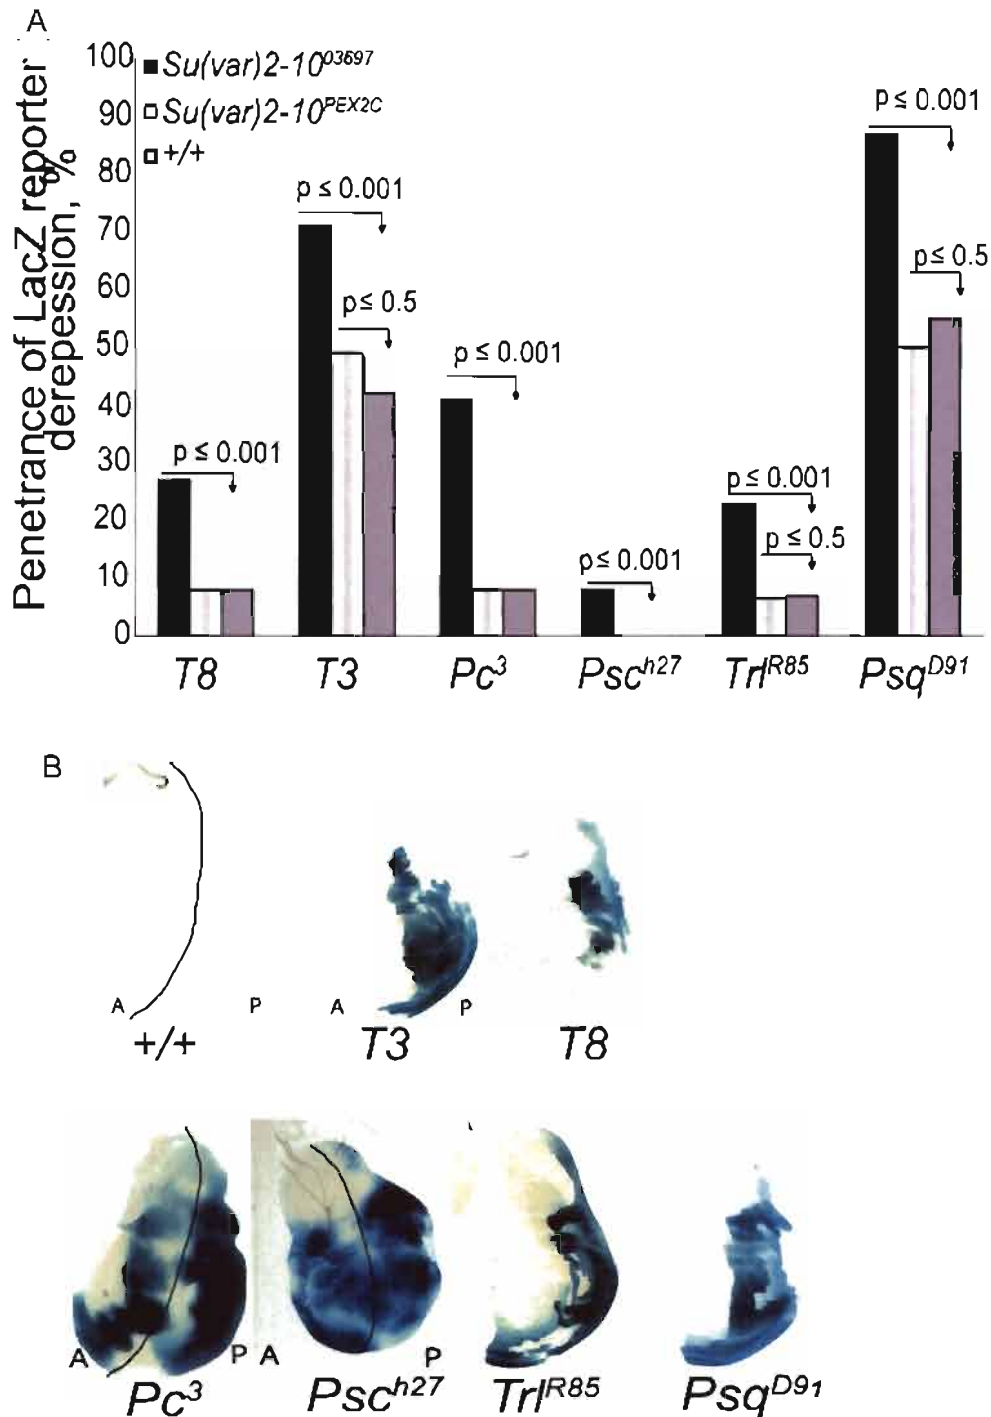 A
Penetrance of LacZ reporter
derepession, %
100
90
80
70
60
50
40
30
20
10
0
Su(var)2-10^03697
Su(var)2-10^PEX2C
+/+
p ≤ 0.001
p ≤ 0.001
p ≤ 0.5
p ≤ 0.001
p ≤ 0.001
p ≤ 0.001
p ≤ 0.5
p ≤ 0.001
p ≤ 0.5
T8 T3 Pc^3 Psc^h27 Trl^R85 Psq^D91
B
A P A P
+/+ T3 T8
A P A P
Pc^3 Psc^h27 Trl^R85 Psq^D91